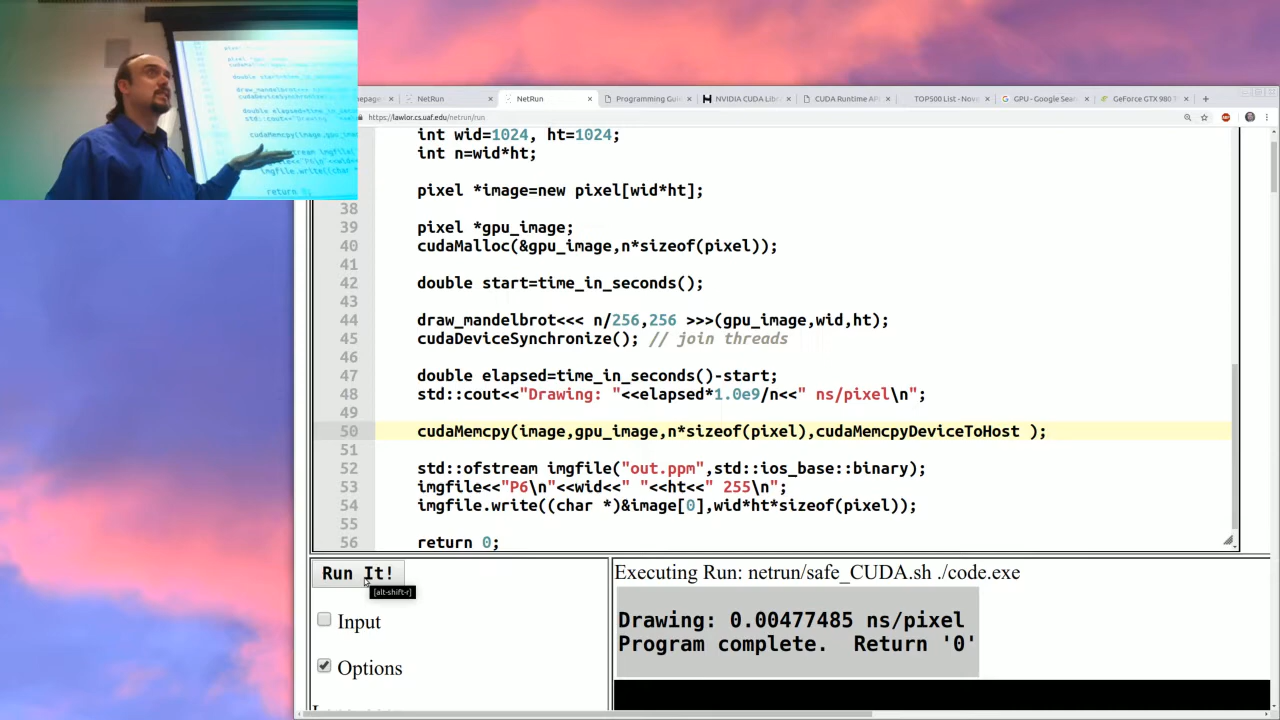 NetRun
NetRun
Programming Guid
NVIDIA CUDA Libr
CUDA Runtime AP
TOP500 List - Nove
GPU - Google Searc
GeForce GTX 980 T
https://lawlor.cs.uaf.edu/netrun/run
int wid=1024, ht=1024;
int n=wid*ht;
pixel *image=new pixel[wid*ht];
38
39 pixel *gpu_image;
40 cudaMalloc(&gpu_image,n*sizeof(pixel));
41
42 double start=time_in_seconds();
43
44 draw_mandelbrot<<< n/256,256 >>>(gpu_image,wid,ht);
45 cudaDeviceSynchronize(); // join threads
46
47 double elapsed=time_in_seconds()-start;
48 std::cout<<"Drawing: "<<elapsed*1.0e9/n<<" ns/pixel\n";
49
50 cudaMemcpy(image,gpu_image,n*sizeof(pixel),cudaMemcpyDeviceToHost );
51
52 std::ofstream imgfile("out.ppm",std::ios_base::binary);
53 imgfile<<"P6\n"<<wid<<" "<<ht<<" 255\n";
54 imgfile.write((char *)&image[0],wid*ht*sizeof(pixel));
55
56 return 0;
Run It!
[alt-shift-r]
Input
Options
Executing Run: netrun/safe_CUDA.sh ./code.exe
Drawing: 0.00477485 ns/pixel
Program complete.  Return '0'